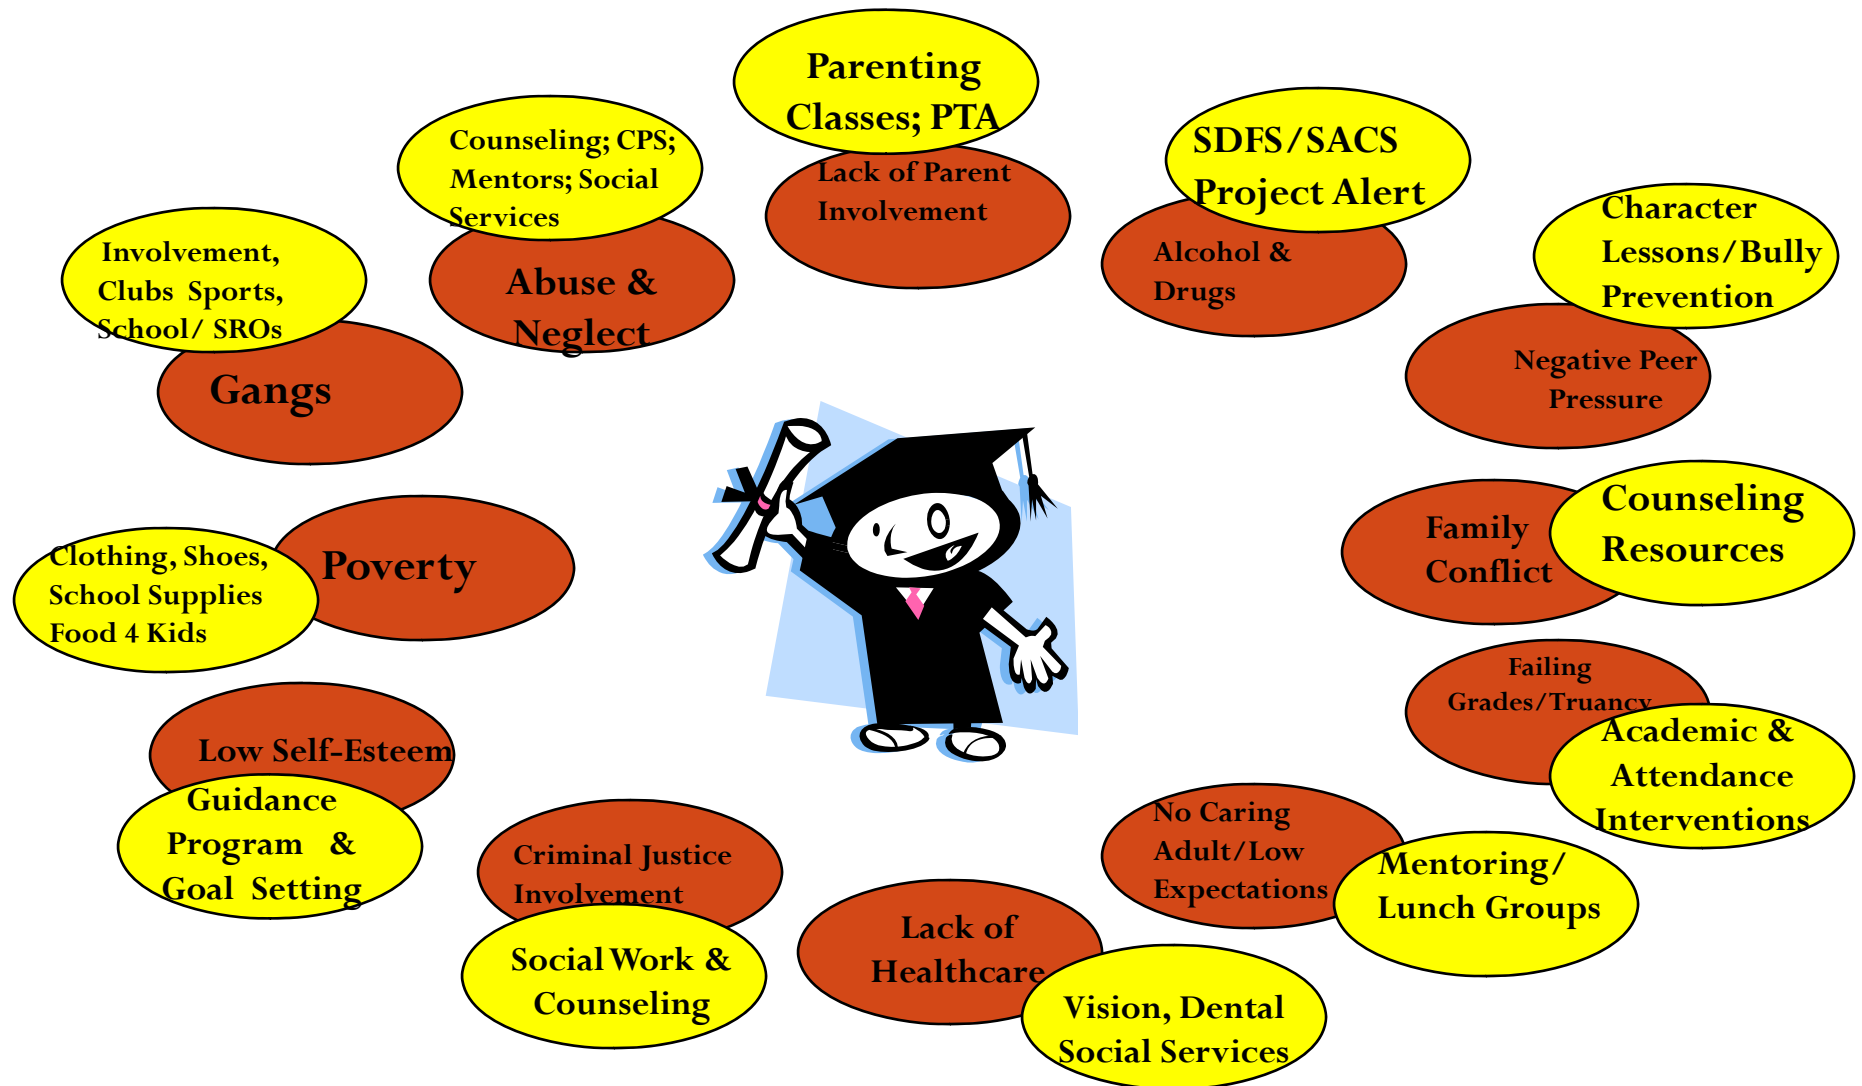 Parenting
Classes; PTA
Lack of Parent
Involvement
SDFS/SACS
Project Alert
Alcohol &
Drugs
Character
Lessons/Bully
Prevention
Negative Peer
Pressure
Counseling
Resources
Family
Conflict
Failing
Grades/Truancy
Academic &
Attendance
Interventions
No Caring
Adult/Low
Expectations
Mentoring/
Lunch Groups
Lack of
Healthcare
Vision, Dental
Social Services
Criminal Justice
Involvement
Social Work &
Counseling
Low Self-Esteem
Guidance
Program & 
Goal Setting
Poverty
Clothing, Shoes,
School Supplies
Food 4 Kids
Involvement,
Clubs Sports,
School/ SROs
Gangs
Counseling; CPS;
Mentors; Social
Services
Abuse &
Neglect